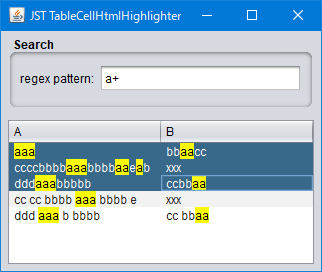 JST TableCellHtmlHighlighter
Search
regex pattern: a+
A B
aaa bbaacc
ccccbbbbaaabbbbaaeab xxx
dddaaabbbbb ccbbaa
cc cc bbbb aaa bbbb e xxx
ddd aaa b bbbb cc bbaa